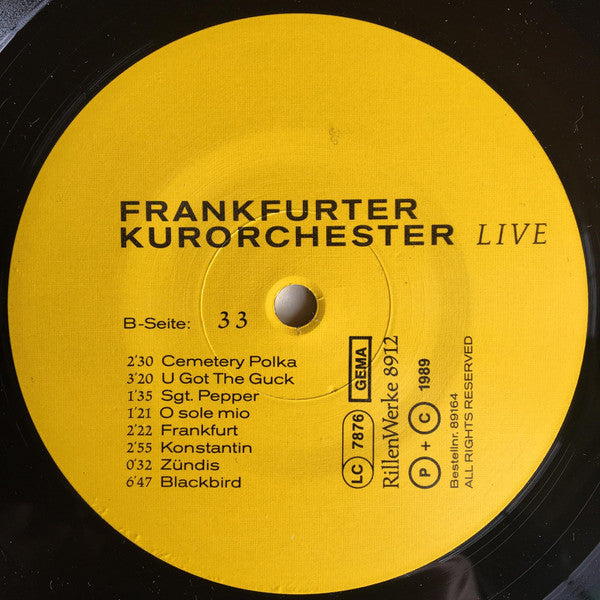 FRANKFURTER
KURORCHESTER LIVE
B-Seite: 33
2'30 Cemetery Polka
3'20 U Got The Guck
1'35 Sgt. Pepper
1'21 O sole mio
2'22 Frankfurt
2'55 Konstantin
0'32 Zündis
6'47 Blackbird
LC 7876 GEMA
RillenWerke 8912
P + C 1989
Bestellnr. 89164
ALL RIGHTS RESERVED